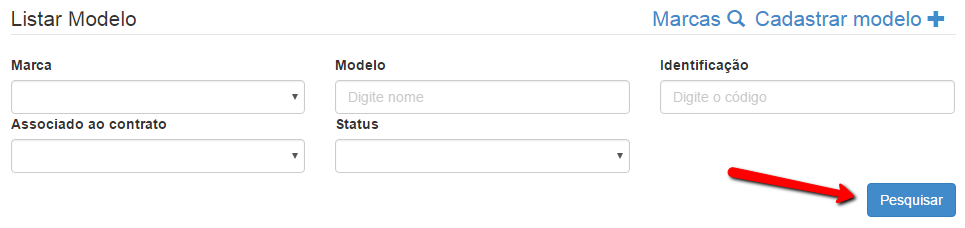 Listar Modelo Marcas Cadastrar modelo
Marca Modelo Identificação
Digite nome Digite o código
Associado ao contrato Status
Pesquisar